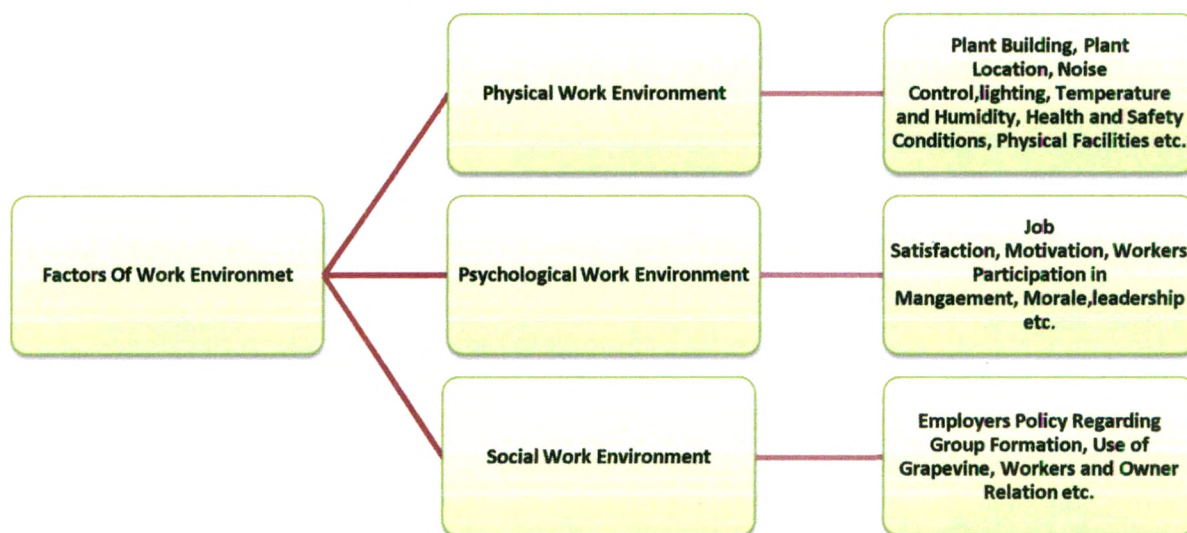 Factors Of Work Environmet
Physical Work Environment
Plant Building, Plant
Location, Noise
Control,lighting, Temperature
and Humidity, Health and Safety
Conditions, Physical Facilities etc.
Psychological Work Environment
Job
Satisfaction, Motivation, Workers
Participation in
Mangaement, Morale,leadership
etc.
Social Work Environment
Employers Policy Regarding
Group Formation, Use of
Grapevine, Workers and Owner
Relation etc.